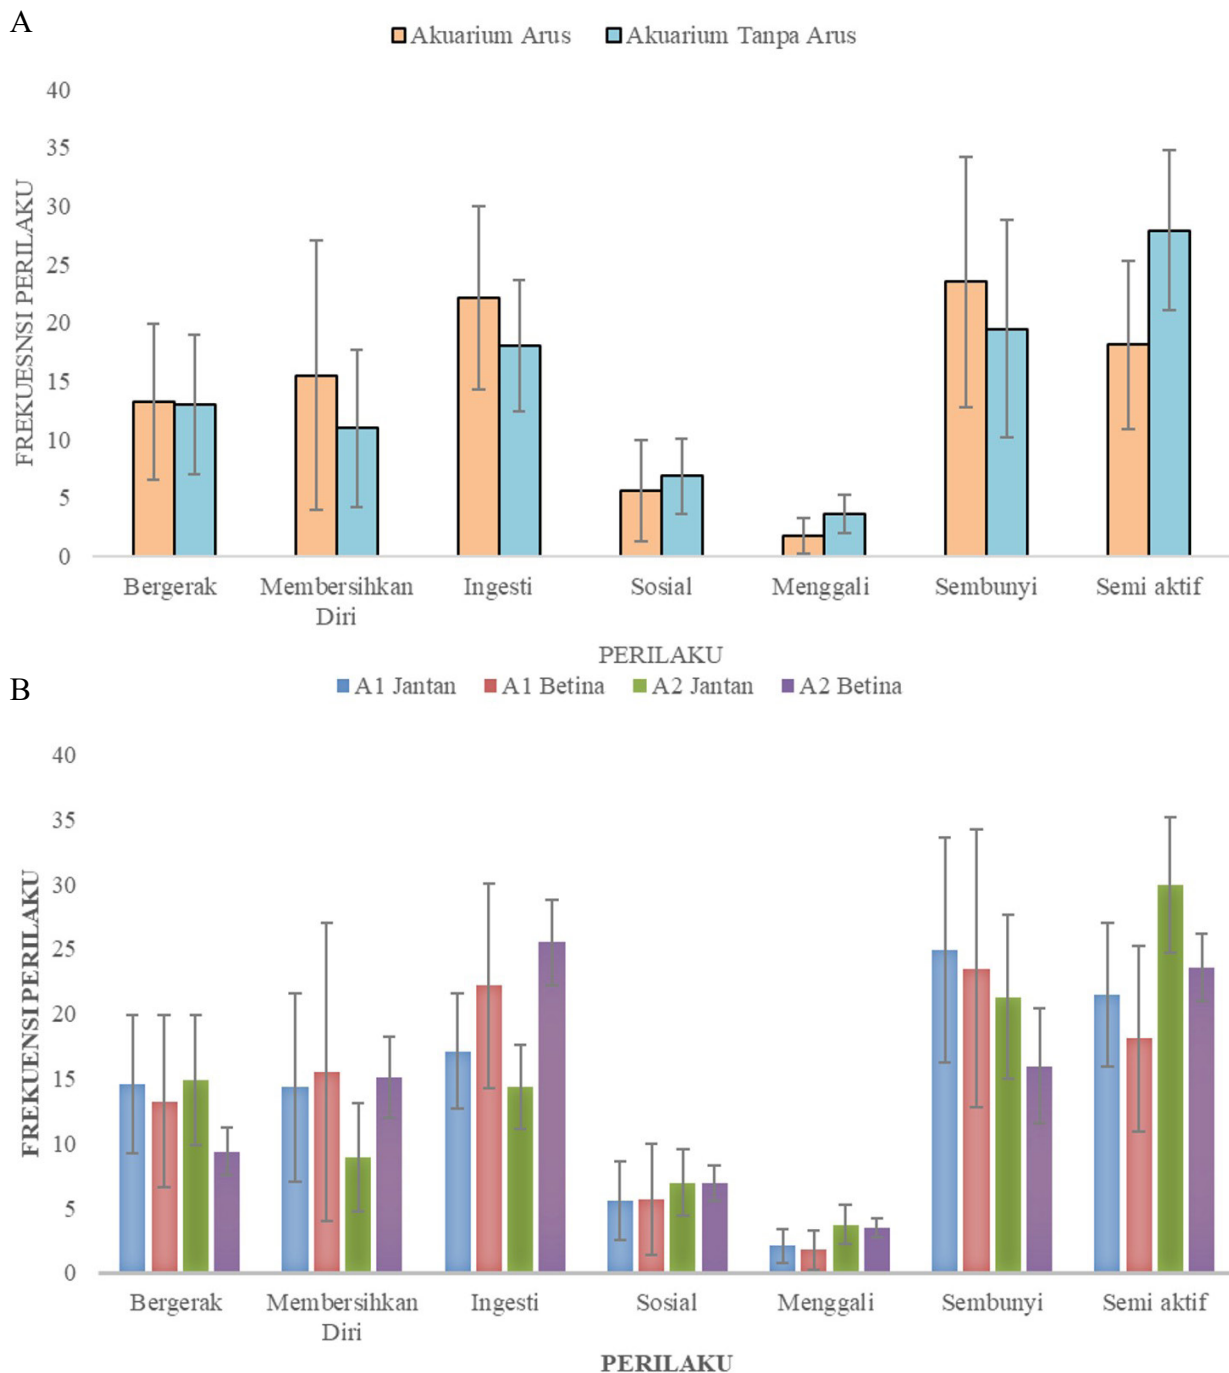 A
Akuarium Arus Akuarium Tanpa Arus
40
35
30
25
20
15
10
5
0
FREKUESNSI PERILAKU
Bergerak Membersihkan Diri Ingesti Sosial Menggali Sembunyi Semi aktif
PERILAKU
B
A1 Jantan A1 Betina A2 Jantan A2 Betina
40
35
30
25
20
15
10
5
0
FREKUENSI PERILAKU
Bergerak Membersihkan Diri Ingesti Sosial Menggali Sembunyi Semi aktif
PERILAKU